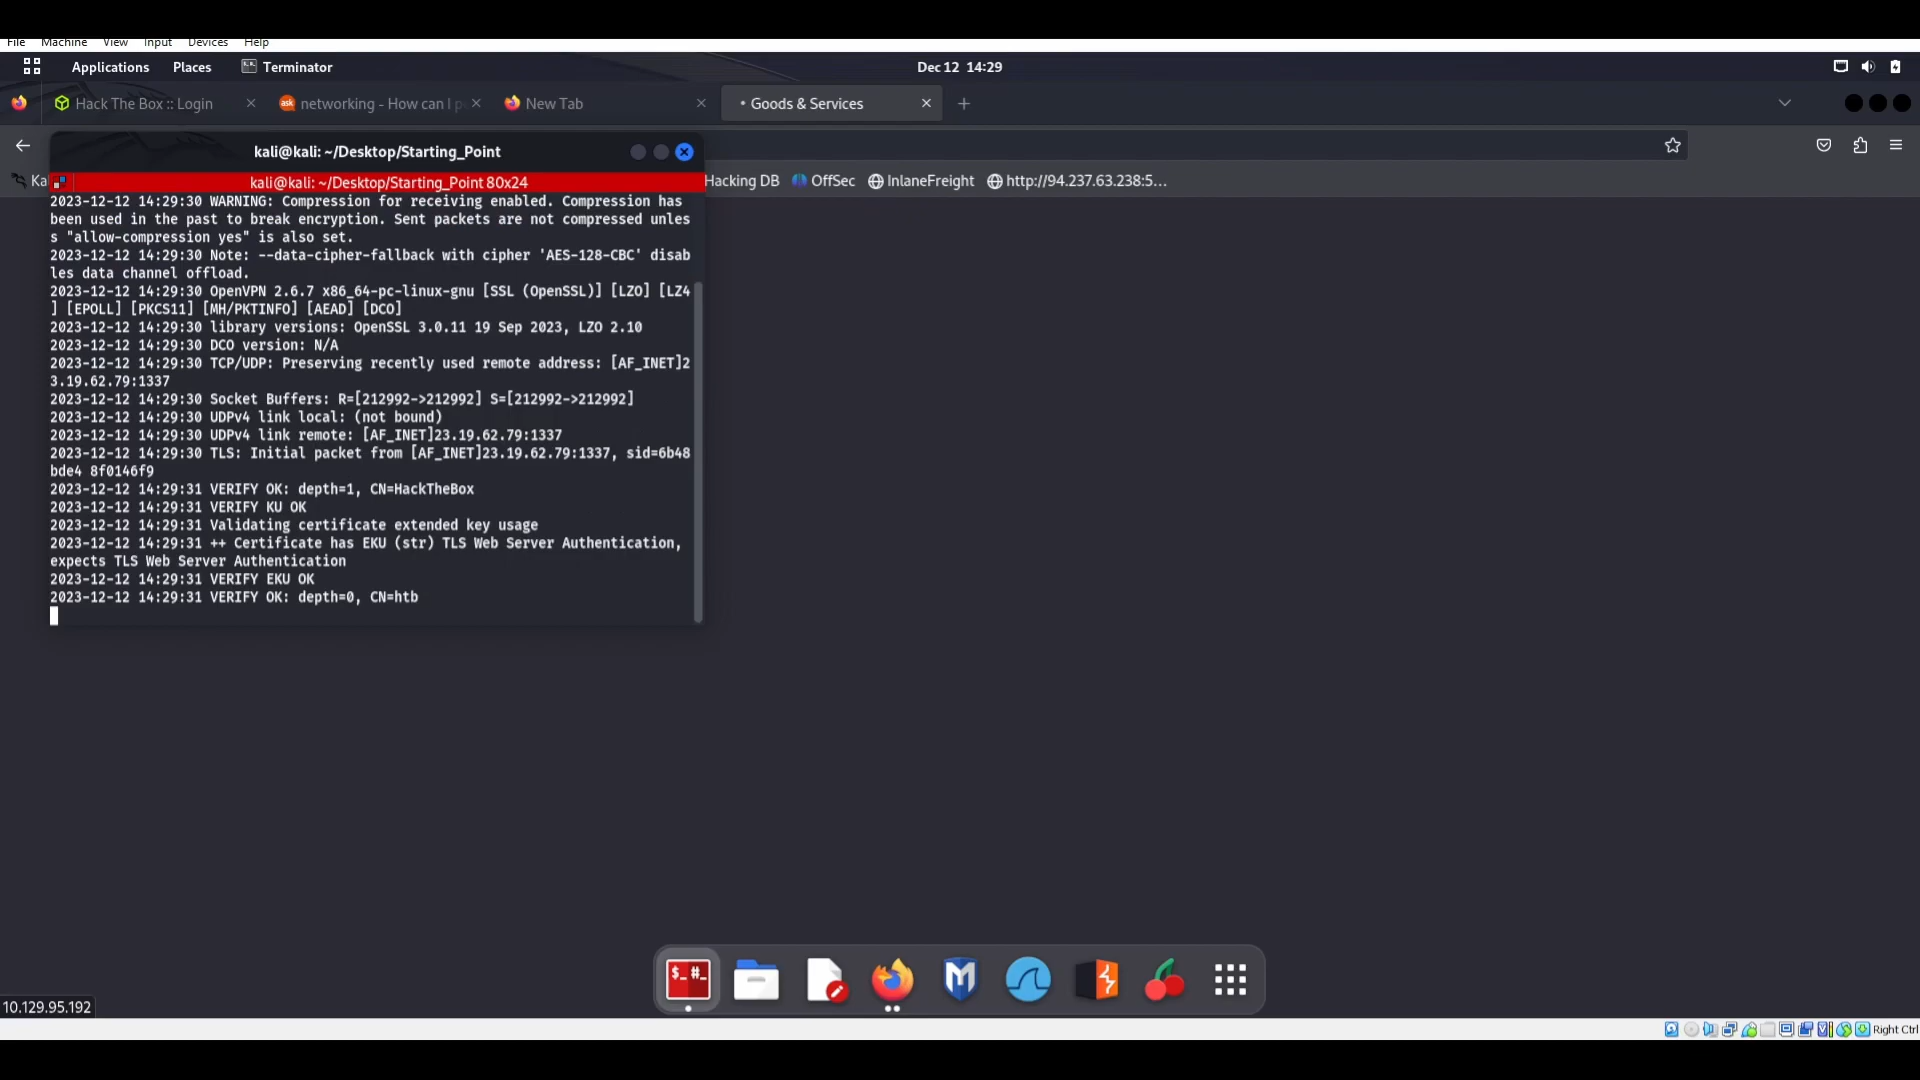 File Machine View Input Devices Help
Applications Places Terminator Dec 12 14:29
Hack The Box :: Login networking - How can I p New Tab Goods & Services
kali@kali: ~/Desktop/Starting_Point
Ka Hacking DB OffSec InlaneFreight http://94.237.63.238:5…
kali@kali: ~/Desktop/Starting_Point 80x24
2023-12-12 14:29:30 WARNING: Compression for receiving enabled. Compression has
been used in the past to break encryption. Sent packets are not compressed unles
s "allow-compression yes" is also set.
2023-12-12 14:29:30 Note: --data-cipher-fallback with cipher 'AES-128-CBC' disab
les data channel offload.
2023-12-12 14:29:30 OpenVPN 2.6.7 x86_64-pc-linux-gnu [SSL (OpenSSL)] [LZO] [LZ4
] [EPOLL] [PKCS11] [MH/PKTINFO] [AEAD] [DCO]
2023-12-12 14:29:30 library versions: OpenSSL 3.0.11 19 Sep 2023, LZO 2.10
2023-12-12 14:29:30 DCO version: N/A
2023-12-12 14:29:30 TCP/UDP: Preserving recently used remote address: [AF_INET]2
3.19.62.79:1337
2023-12-12 14:29:30 Socket Buffers: R=[212992->212992] S=[212992->212992]
2023-12-12 14:29:30 UDPv4 link local: (not bound)
2023-12-12 14:29:30 UDPv4 link remote: [AF_INET]23.19.62.79:1337
2023-12-12 14:29:30 TLS: Initial packet from [AF_INET]23.19.62.79:1337, sid=6b48
bde4 8f0146f9
2023-12-12 14:29:31 VERIFY OK: depth=1, CN=HackTheBox
2023-12-12 14:29:31 VERIFY KU OK
2023-12-12 14:29:31 Validating certificate extended key usage
2023-12-12 14:29:31 ++ Certificate has EKU (str) TLS Web Server Authentication,
expects TLS Web Server Authentication
2023-12-12 14:29:31 VERIFY EKU OK
2023-12-12 14:29:31 VERIFY OK: depth=0, CN=htb
$_ #_
10.129.95.192
Right Ctrl